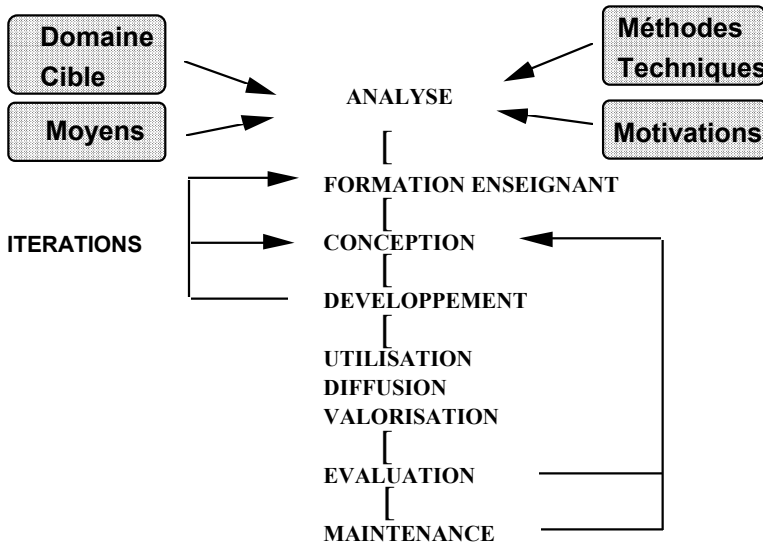 Domaine
Cible
Moyens
Méthodes
Techniques
Motivations
ANALYSE
[
FORMATION ENSEIGNANT
[
ITERATIONS
CONCEPTION
[
DEVELOPPEMENT
[
UTILISATION
DIFFUSION
VALORISATION
[
EVALUATION
[
MAINTENANCE